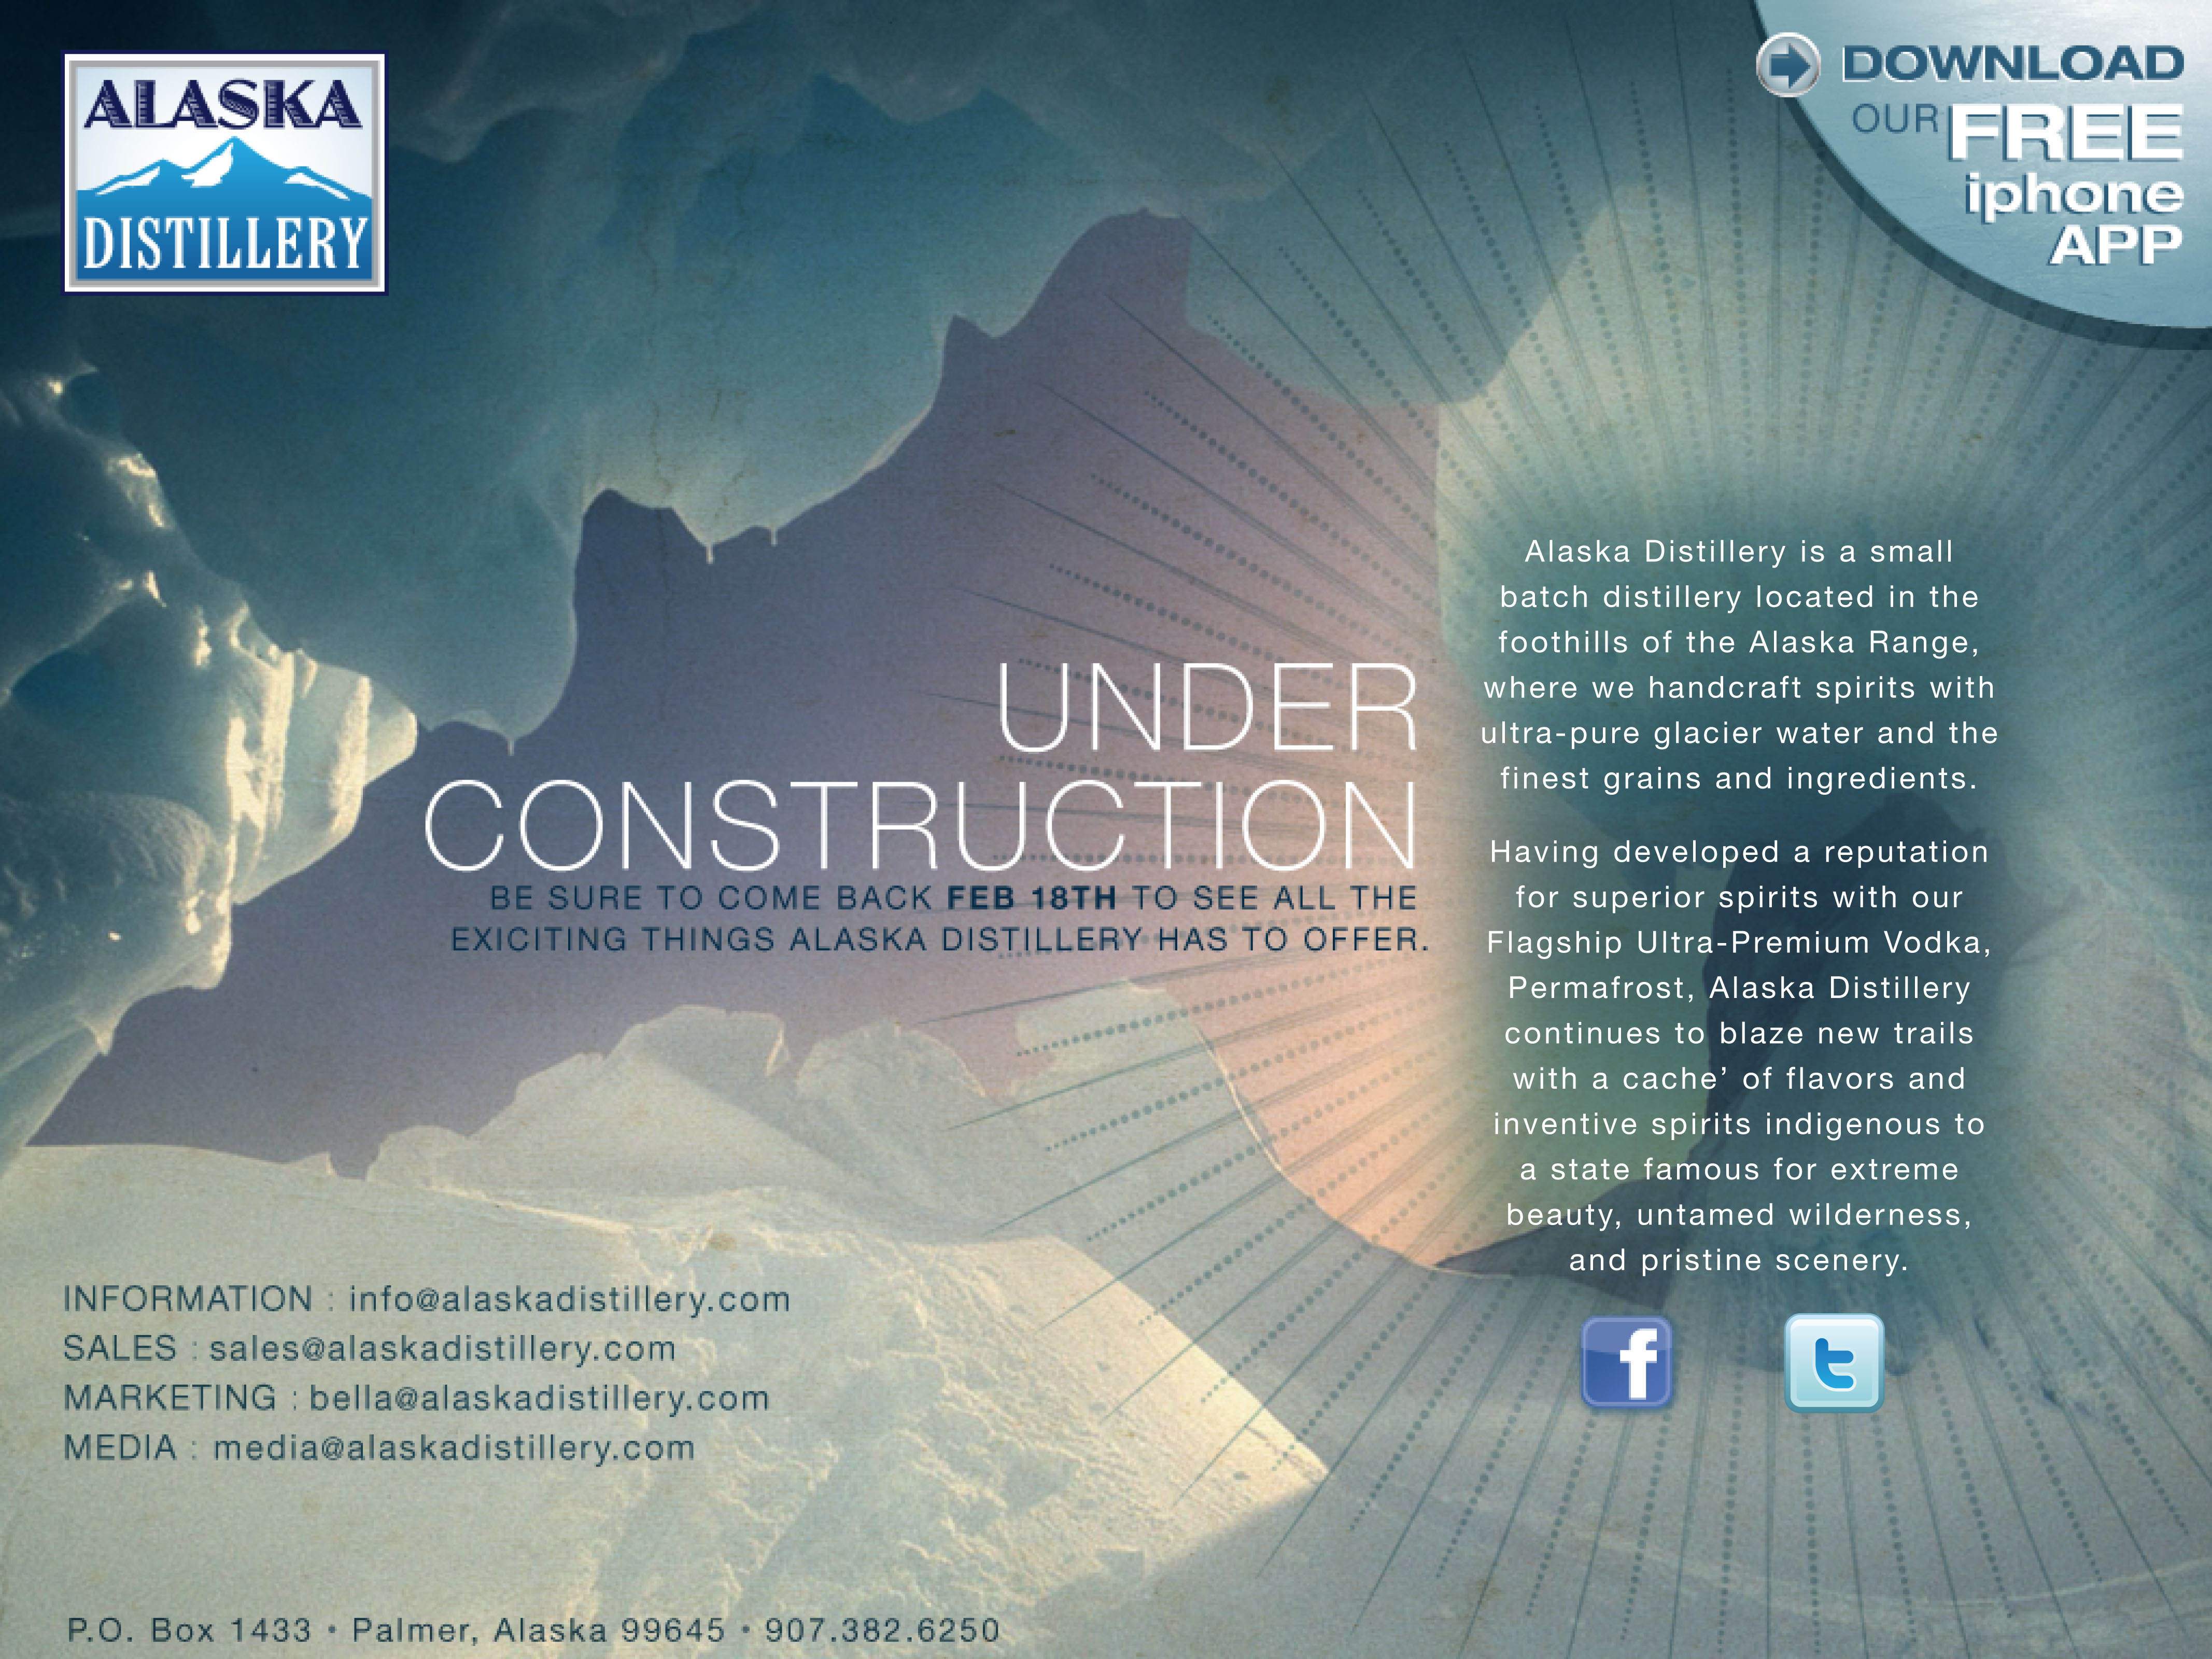 ALASKA
DISTILLERY
DOWNLOAD
OUR FREE
iphone
APP
UNDER
CONSTRUCTION
BE SURE TO COME BACK FEB 18TH TO SEE ALL THE
EXICITING THINGS ALASKA DISTILLERY HAS TO OFFER.
Alaska Distillery is a small
batch distillery located in the
foothills of the Alaska Range,
where we handcraft spirits with
ultra-pure glacier water and the
finest grains and ingredients.
Having developed a reputation
for superior spirits with our
Flagship Ultra-Premium Vodka,
Permafrost, Alaska Distillery
continues to blaze new trails
with a cache’ of flavors and
inventive spirits indigenous to
a state famous for extreme
beauty, untamed wilderness,
and pristine scenery.
f
t
INFORMATION : info@alaskadistillery.com
SALES : sales@alaskadistillery.com
MARKETING : bella@alaskadistillery.com
MEDIA : media@alaskadistillery.com
P.O. Box 1433 • Palmer, Alaska 99645 • 907.382.6250